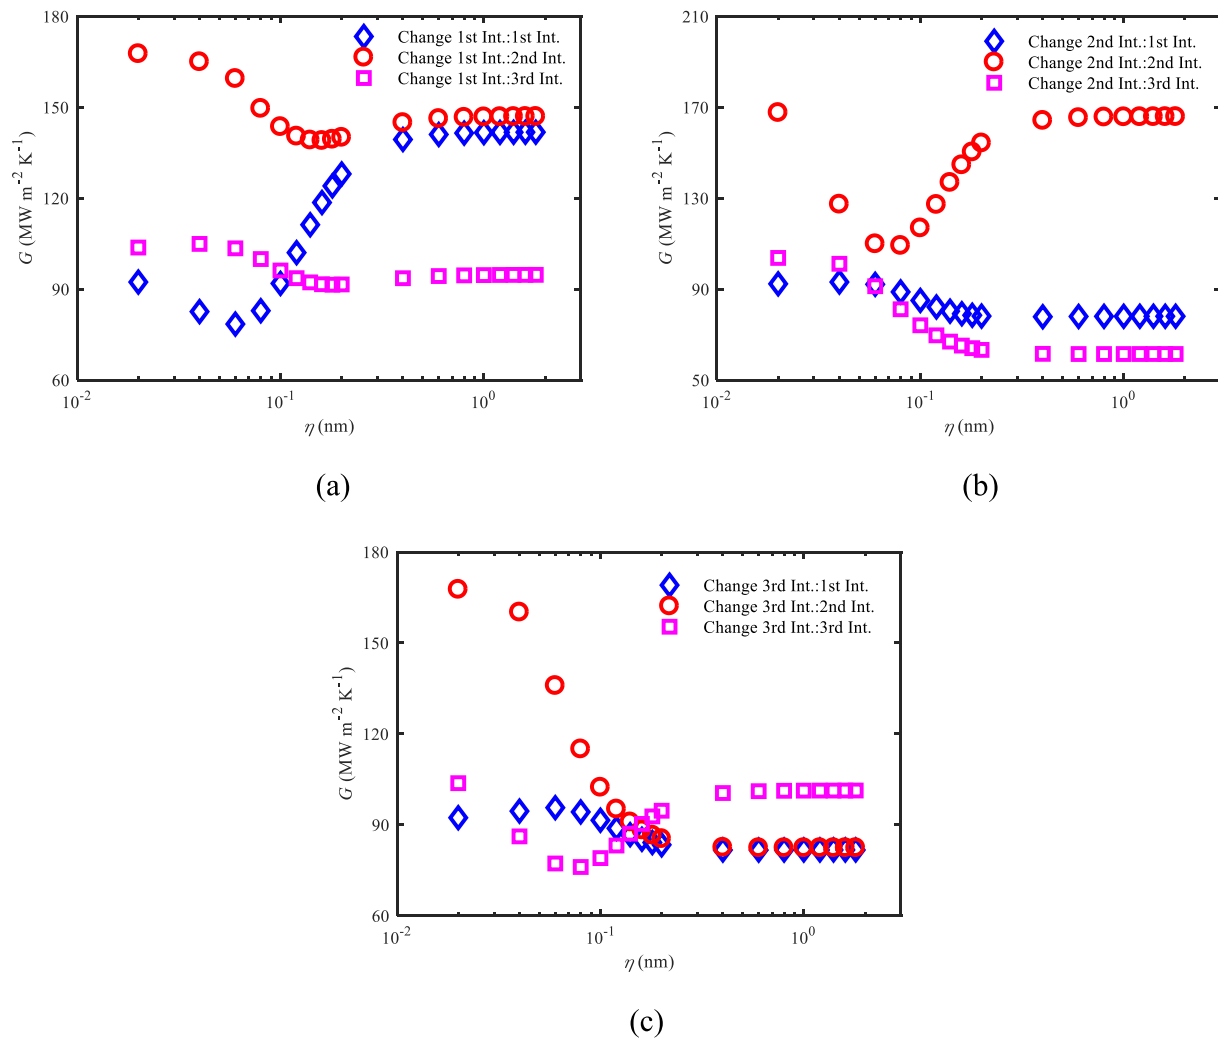 180
150
120
90
60
G (MW m-2 K-1)
Change 1st Int.:1st Int.
Change 1st Int.:2nd Int.
Change 1st Int.:3rd Int.
10-2
10-1
100
η (nm)
(a)
210
170
130
90
50
G (MW m-2 K-1)
Change 2nd Int.:1st Int.
Change 2nd Int.:2nd Int.
Change 2nd Int.:3rd Int.
10-2
10-1
100
η (nm)
(b)
180
150
120
90
60
G (MW m-2 K-1)
Change 3rd Int.:1st Int.
Change 3rd Int.:2nd Int.
Change 3rd Int.:3rd Int.
10-2
10-1
100
η (nm)
(c)